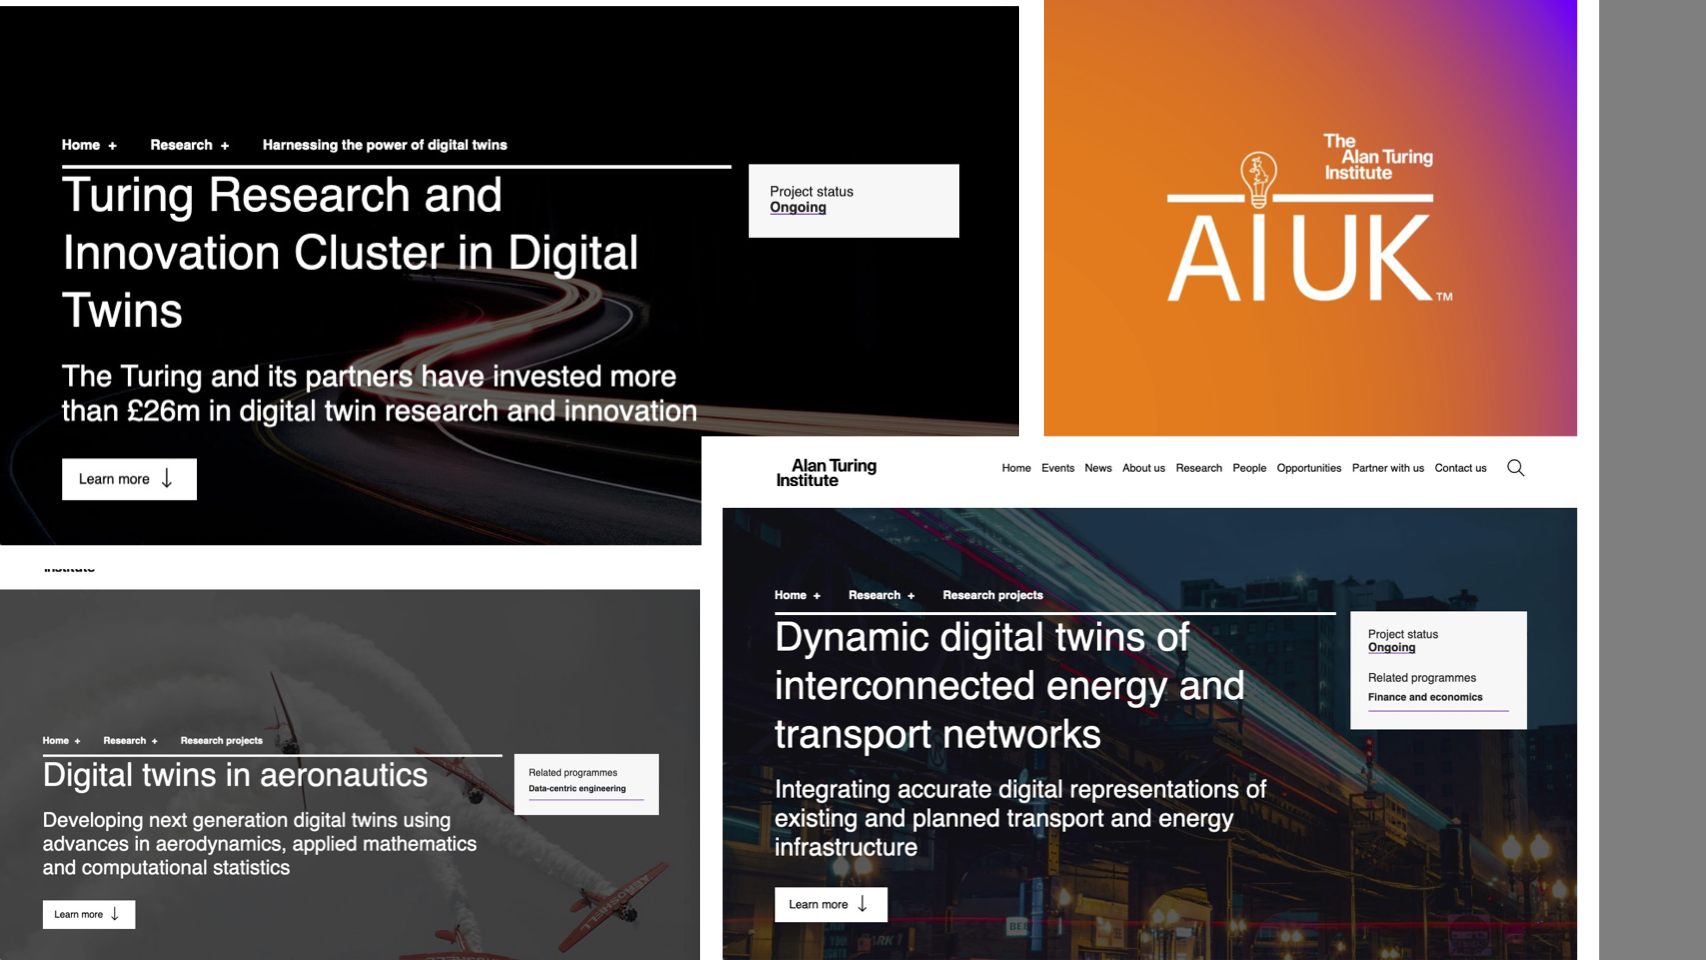 Home + Research + Harnessing the power of digital twins
Turing Research and
Innovation Cluster in Digital
Twins
The Turing and its partners have invested more
than £26m in digital twin research and innovation
Learn more ↓
Project status
Ongoing
The
Alan Turing
Institute
AI UK™
Institute
Home + Research + Research projects
Digital twins in aeronautics
Developing next generation digital twins using
advances in aerodynamics, applied mathematics
and computational statistics
Learn more ↓
Related programmes
Data-centric engineering
AEROSHELL
Alan Turing
Institute
Home Events News About us Research People Opportunities Partner with us Contact us
Home + Research + Research projects
Dynamic digital twins of
interconnected energy and
transport networks
Integrating accurate digital representations of
existing and planned transport and energy
infrastructure
Learn more ↓
Project status
Ongoing
Related programmes
Finance and economics